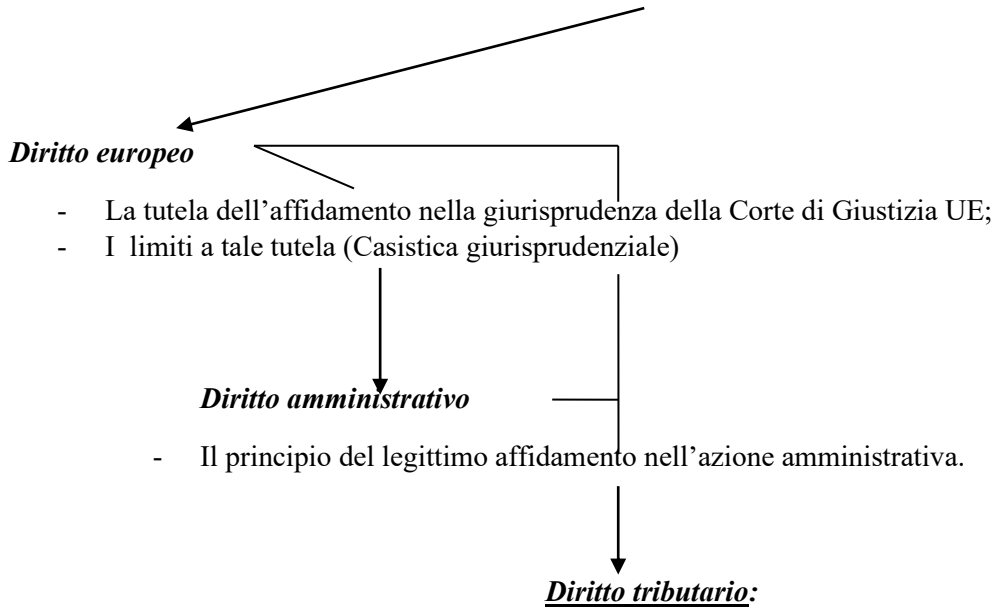 Diritto europeo
- La tutela dell’affidamento nella giurisprudenza della Corte di Giustizia UE;
- I limiti a tale tutela (Casistica giurisprudenziale)
Diritto amministrativo
- Il principio del legittimo affidamento nell’azione amministrativa.
Diritto tributario: